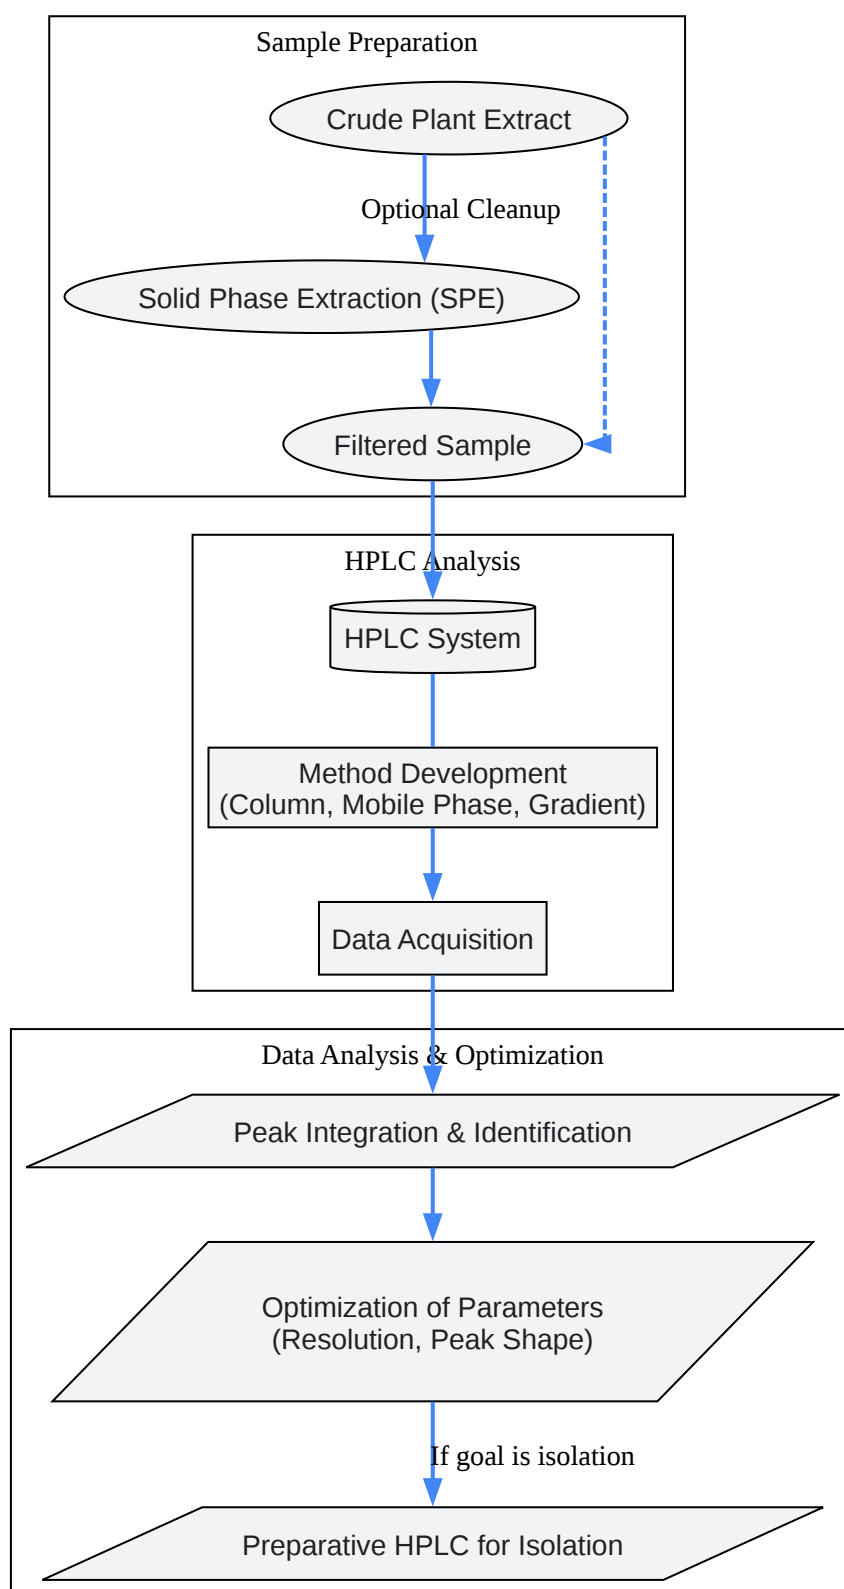 Sample Preparation
Crude Plant Extract
Optional Cleanup
Solid Phase Extraction (SPE)
Filtered Sample
HPLC Analysis
HPLC System
Method Development
(Column, Mobile Phase, Gradient)
Data Acquisition
Data Analysis & Optimization
Peak Integration & Identification
Optimization of Parameters
(Resolution, Peak Shape)
If goal is isolation
Preparative HPLC for Isolation